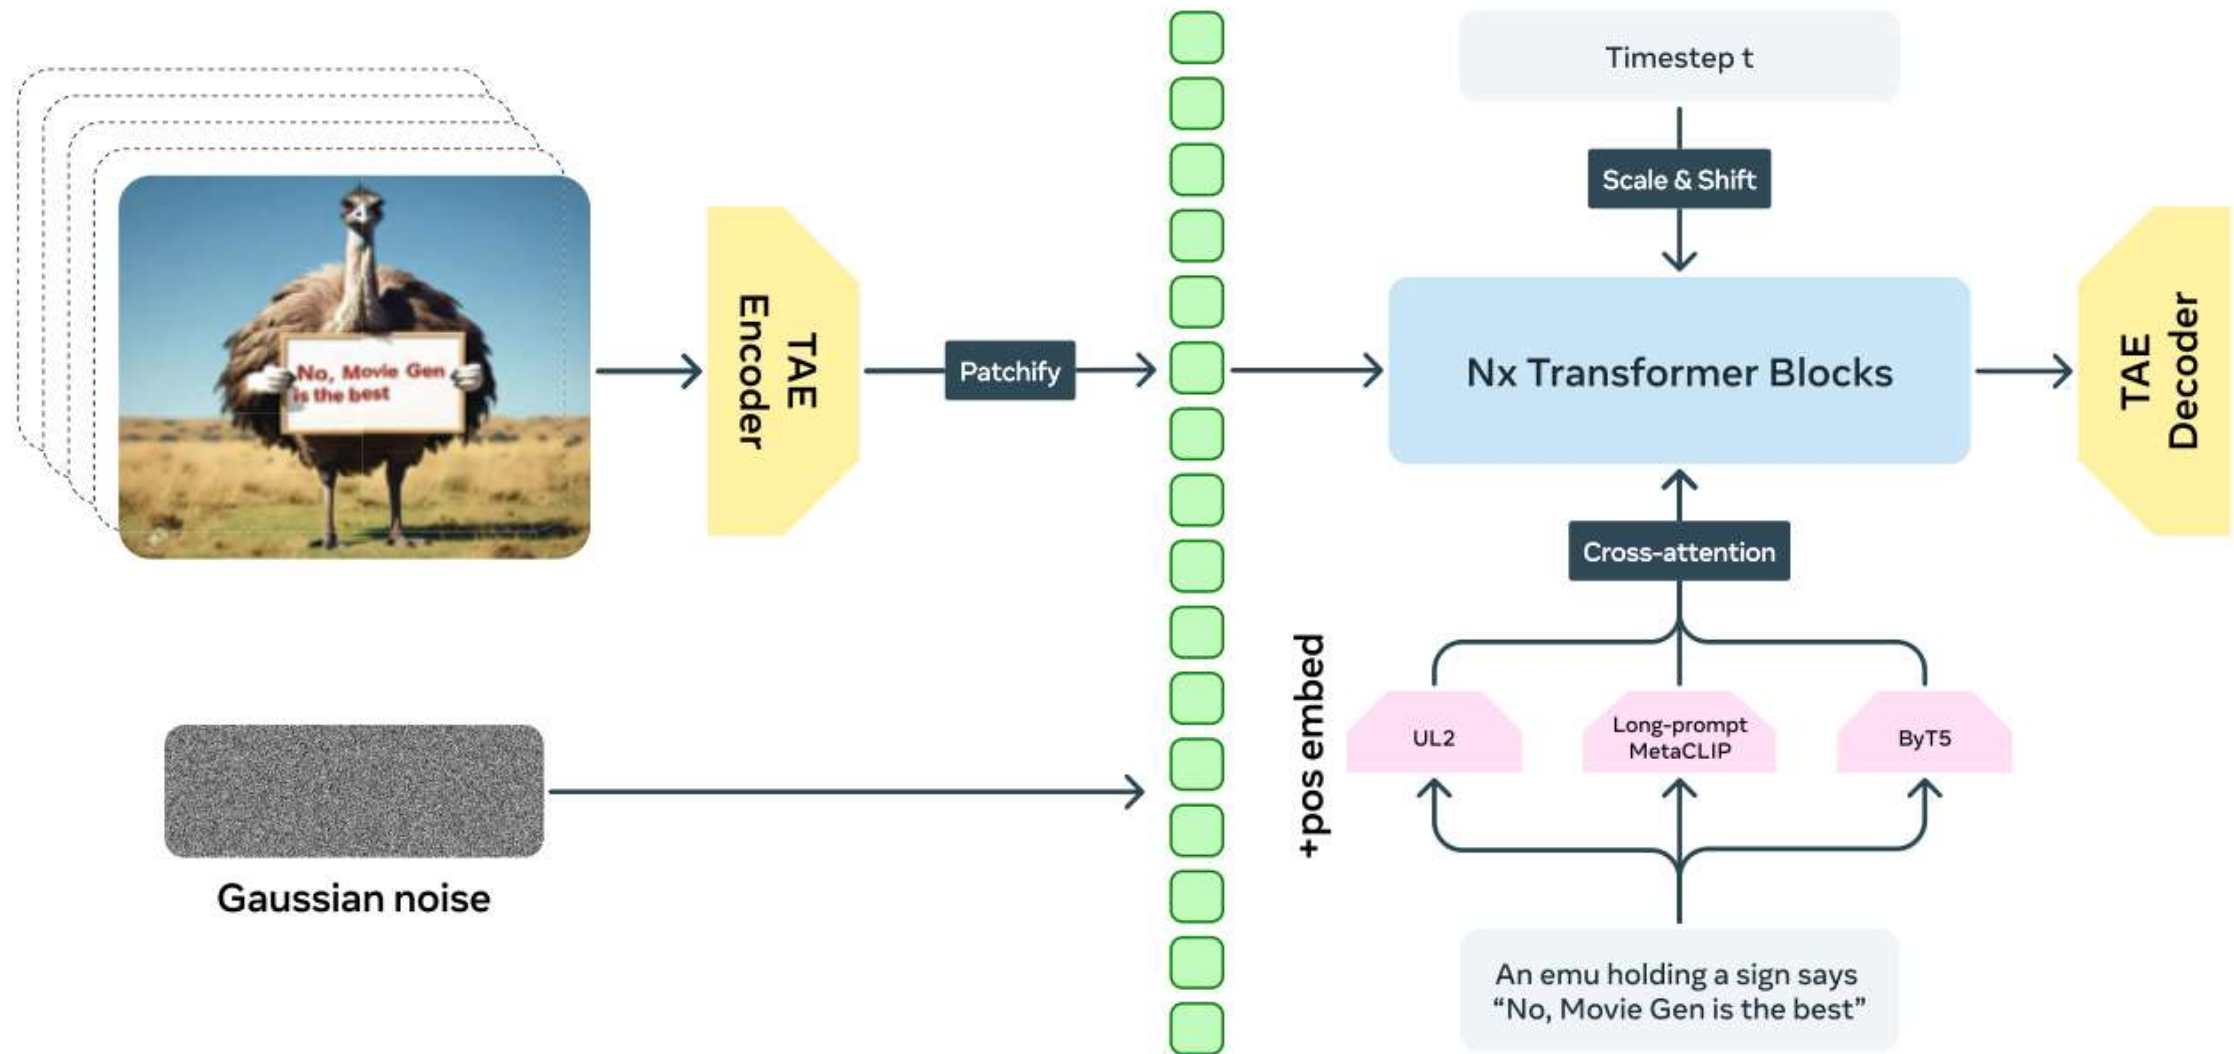 Timestep t
Scale & Shift
No, Movie Gen
is the best
TAE
Encoder
Patchify
Nx Transformer Blocks
TAE
Decoder
Cross-attention
+pos embed
UL2
Long-prompt
MetaCLIP
ByT5
Gaussian noise
An emu holding a sign says
“No, Movie Gen is the best”